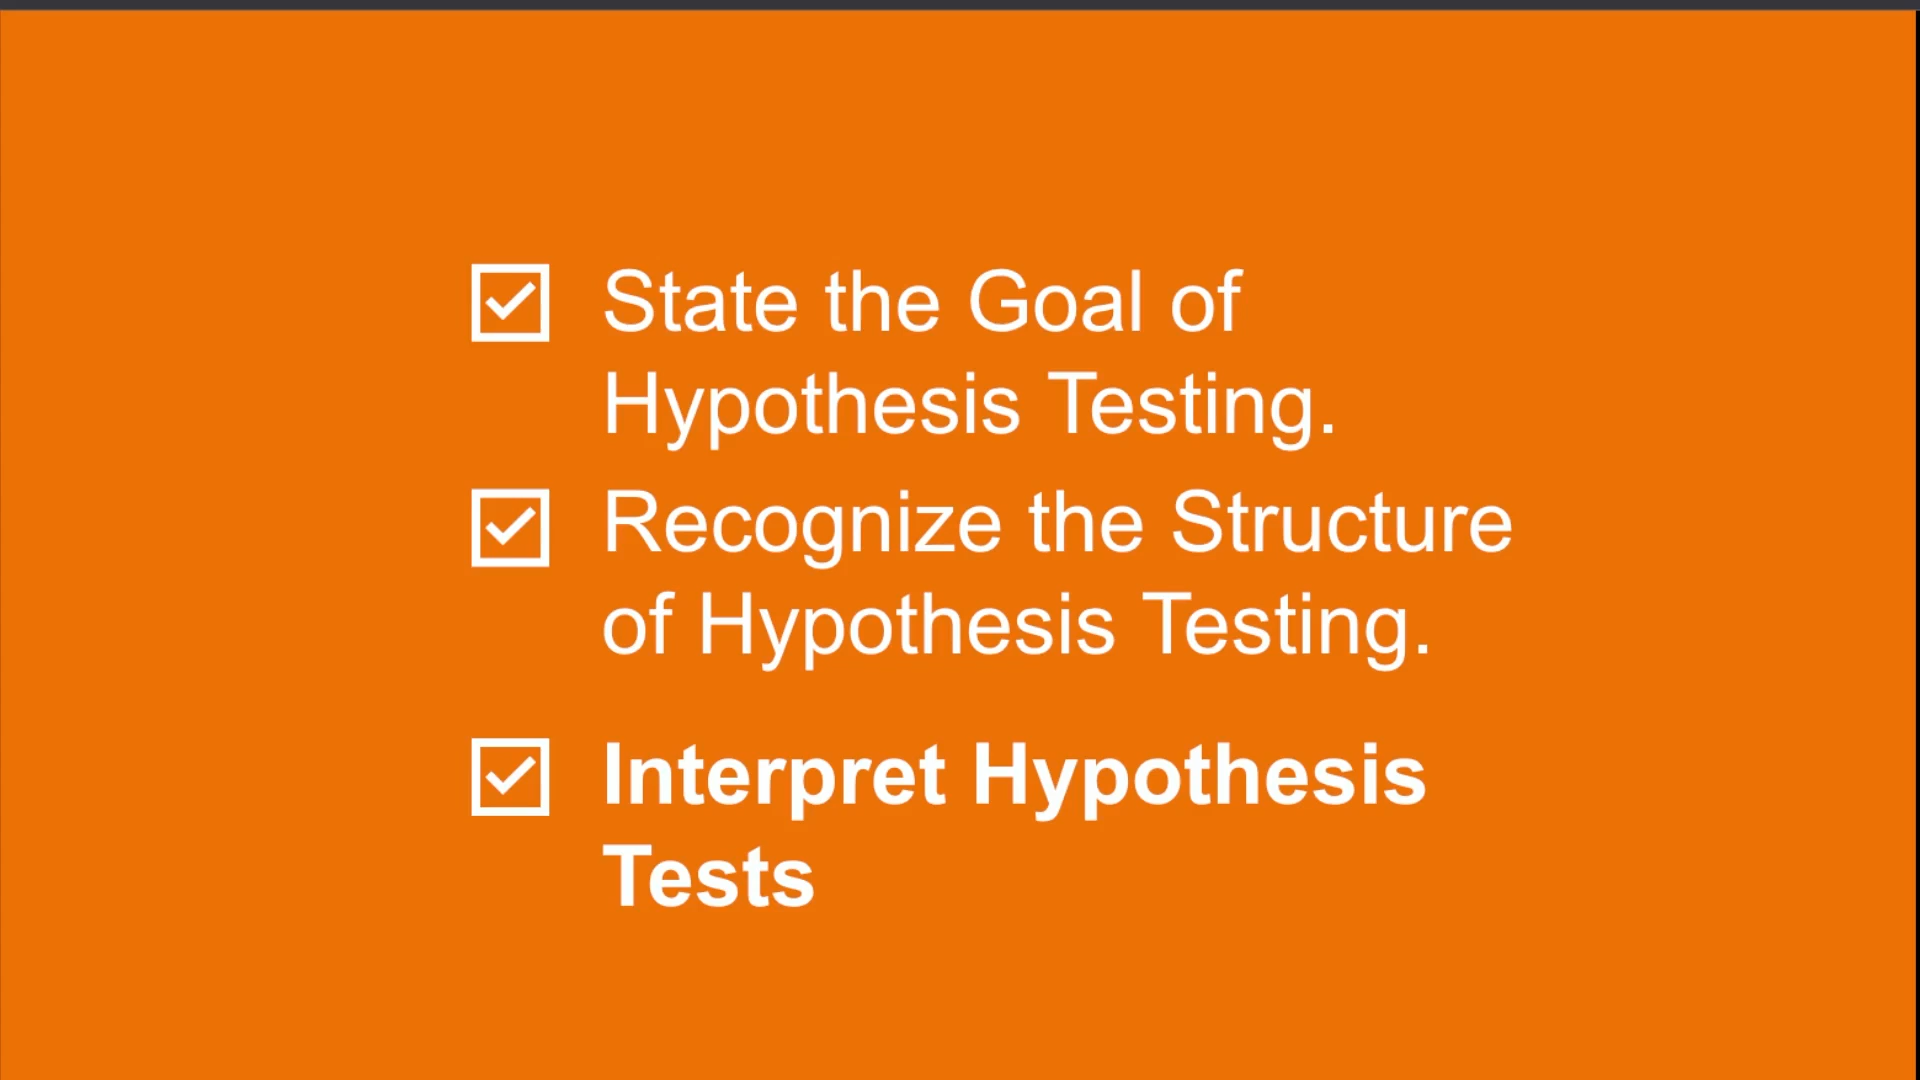 State the Goal of
Hypothesis Testing.
Recognize the Structure
of Hypothesis Testing.
Interpret Hypothesis
Tests